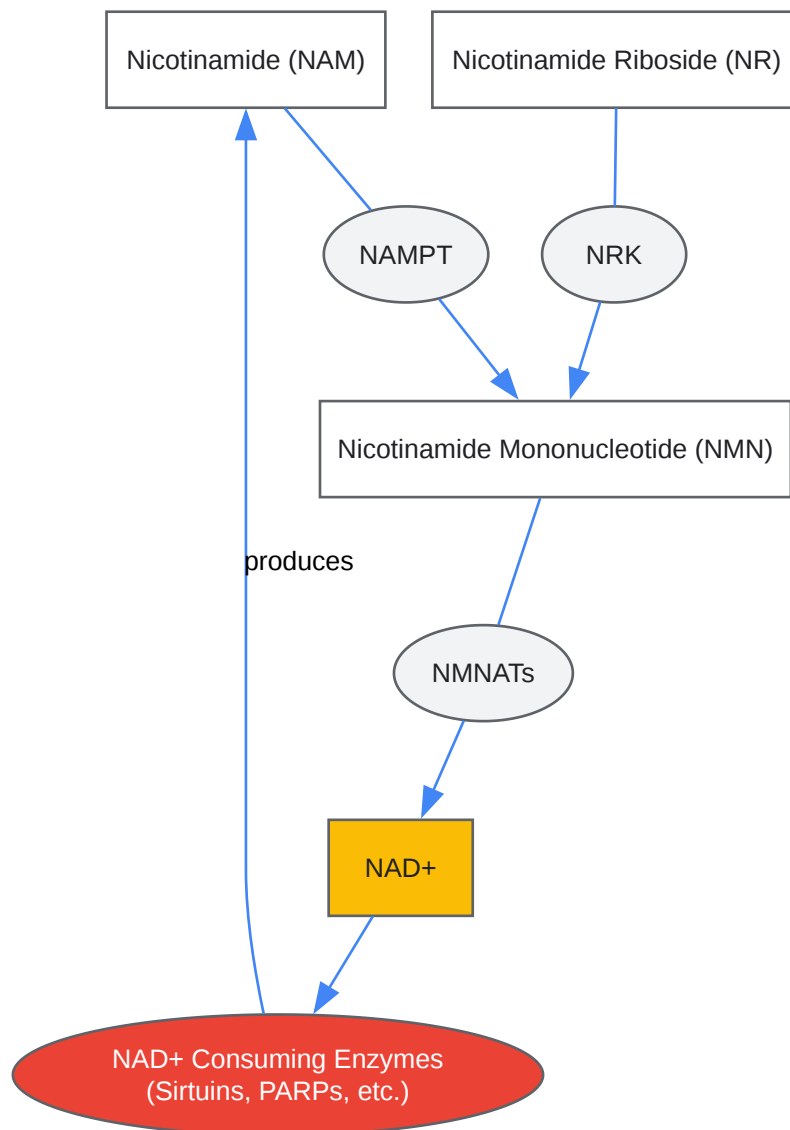 Nicotinamide (NAM)
Nicotinamide Riboside (NR)
NAMPT
NRK
Nicotinamide Mononucleotide (NMN)
produces
NMNATs
NAD+
NAD+ Consuming Enzymes
(Sirtuins, PARPs, etc.)